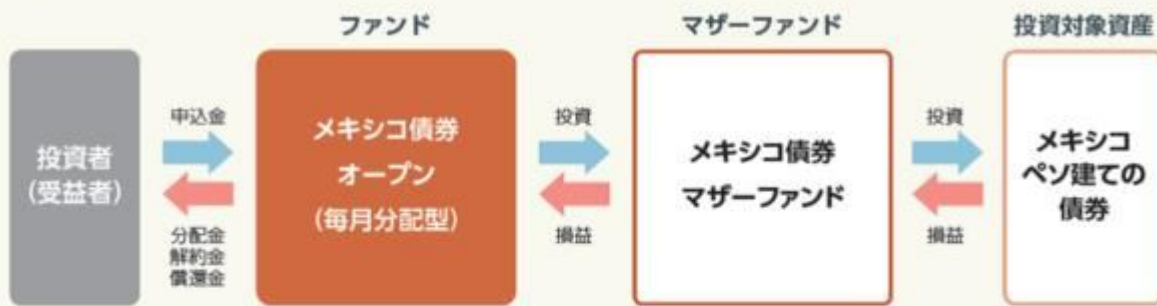 ファンド
マザーファンド
投資対象資産
投資者
(受益者)
申込金
分配金
解約金
償還金
メキシコ債券
オープン
(毎月分配型)
投資
損益
メキシコ債券
マザーファンド
投資
損益
メキシコ
ペソ建ての
債券